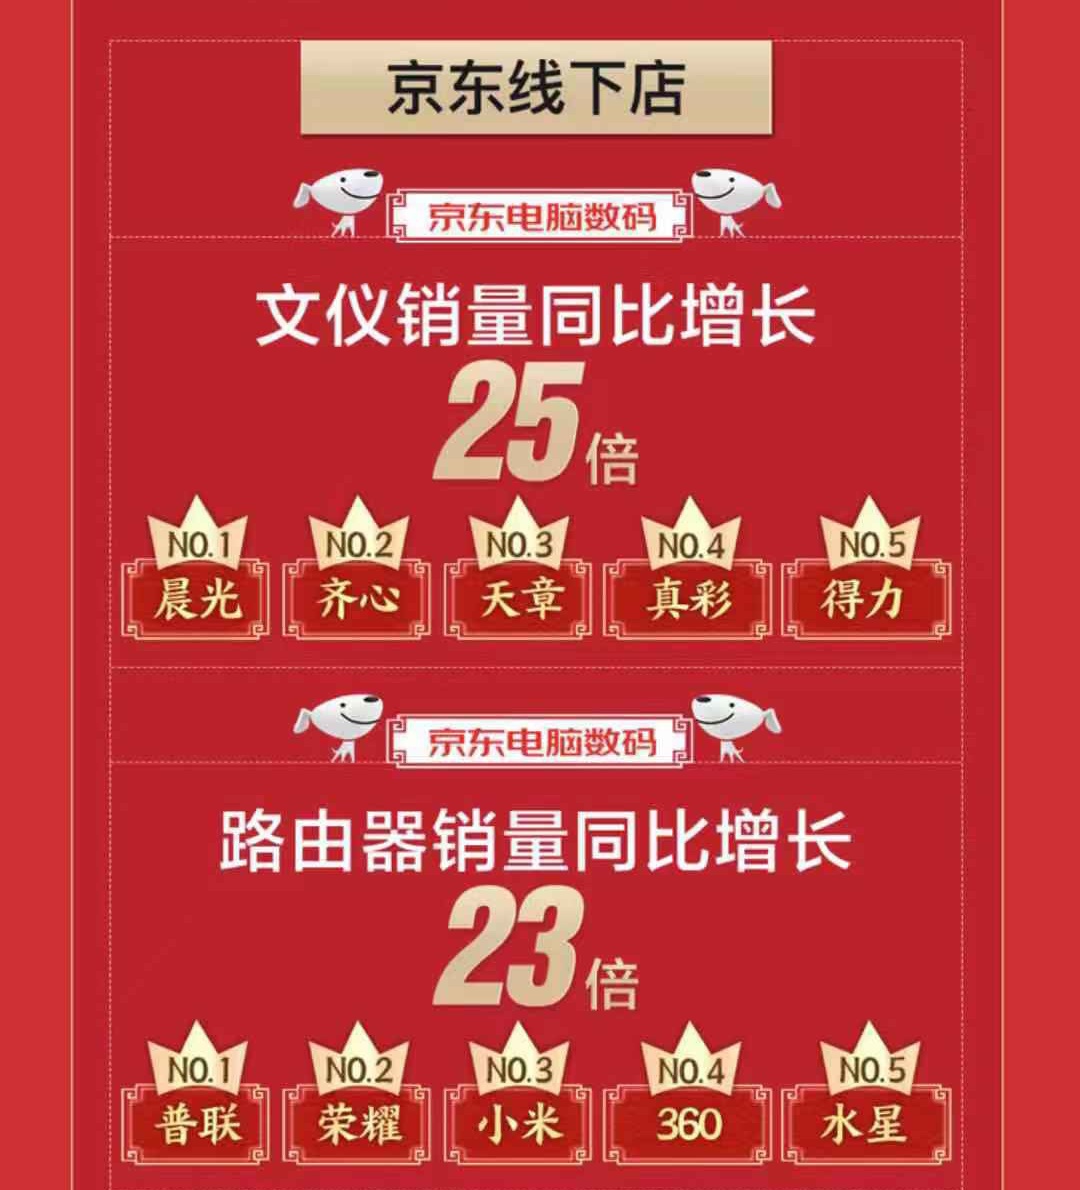 京东线下店
京东电脑数码
文仪销量同比增长
25倍
NO.1 NO.2 NO.3 NO.4 NO.5
晨光 齐心 天章 真彩 得力
京东电脑数码
路由器销量同比增长
23倍
NO.1 NO.2 NO.3 NO.4 NO.5
普联 荣耀 小米 360 水星